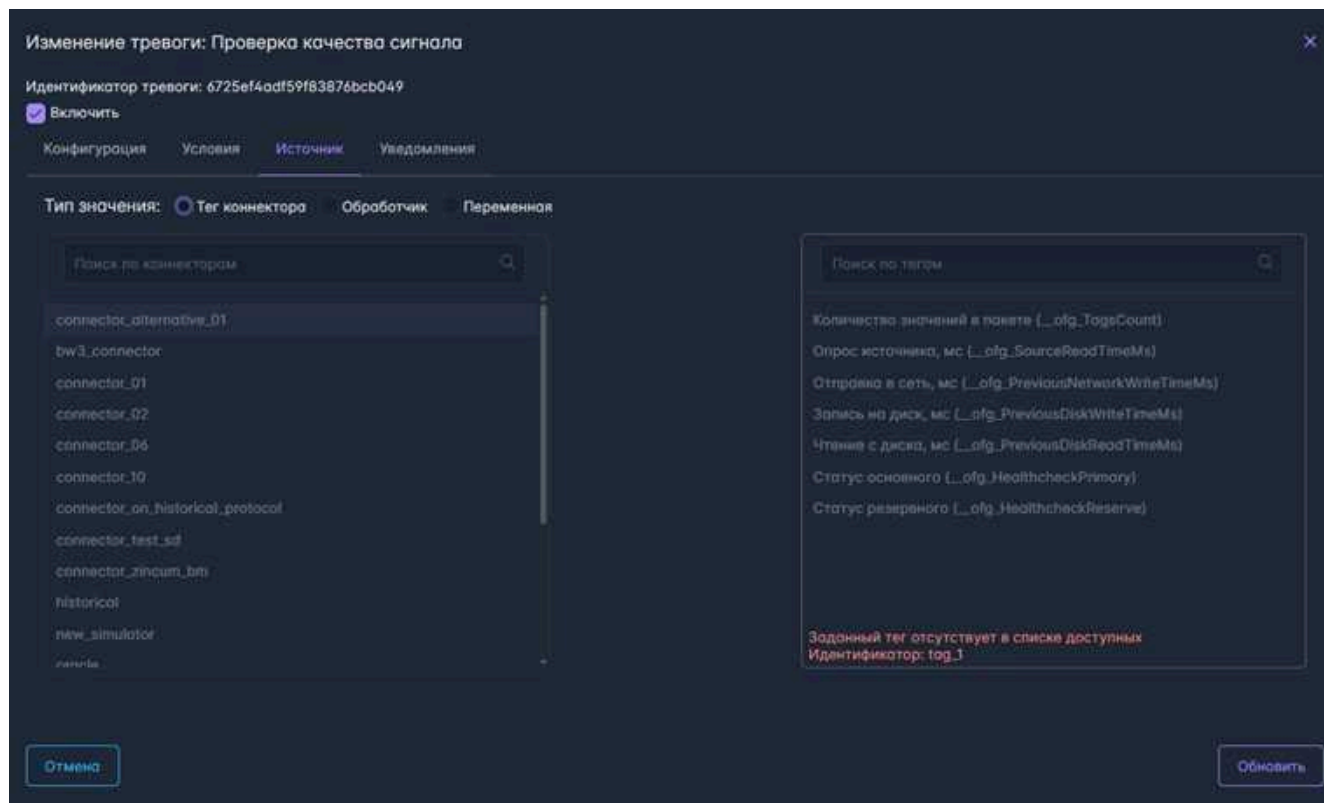 Изменение тревоги: Проверка качества сигнала
Идентификатор тревоги: 6725ef4adf59f83876bcb049
Включить
Конфигурация Условия Источник Уведомления
Тип значения: Тег коннектора Обработчик Переменная
Поиск по коннекторам
connector_alternative_01
bw3_connector
connector_01
connector_02
connector_06
connector_10
connector_on_historical_protocol
connector_test_sd
connector_zincum_bm
historical
new_simulator
Поиск по тегам
Количество значений в пакете (__ofg_TagsCount)
Опрос источника, мс (__ofg_SourceReadTimeMs)
Отправка в сеть, мс (__ofg_PreviousNetworkWriteTimeMs)
Запись на диск, мс (__ofg_PreviousDiskWriteTimeMs)
Чтение с диска, мс (__ofg_PreviousDiskReadTimeMs)
Статус основного (__ofg_HealthcheckPrimary)
Статус резервного (__ofg_HealthcheckReserve)
Заданный тег отсутствует в списке доступных
Идентификатор: tag_1
Отмена
Обновить